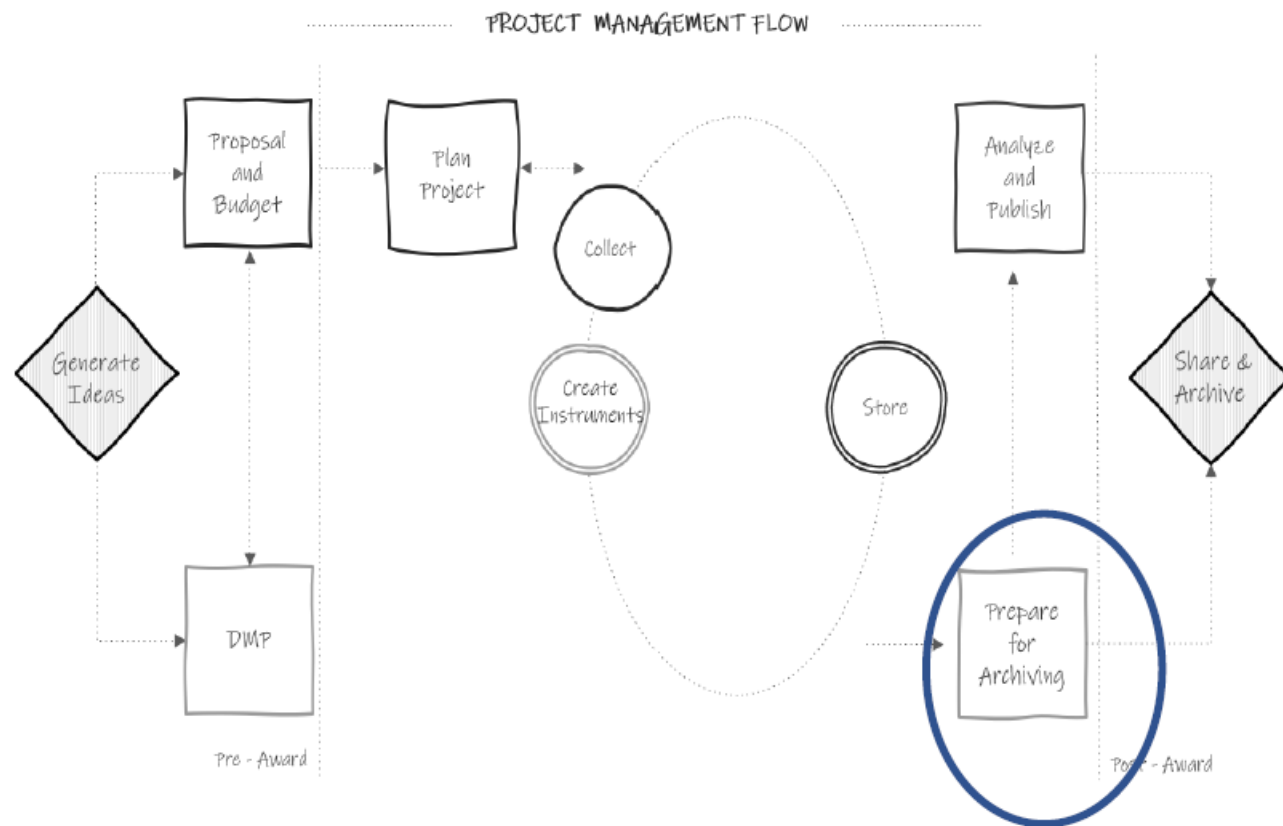 PROJECT MANAGEMENT FLOW
Proposal
and
Budget
Plan
Project
Analyze
and
Publish
Collect
Generate
Ideas
Create
Instruments
Store
Share &
Archive
DMP
Prepare
for
Archiving
Pre - Award
Post - Award